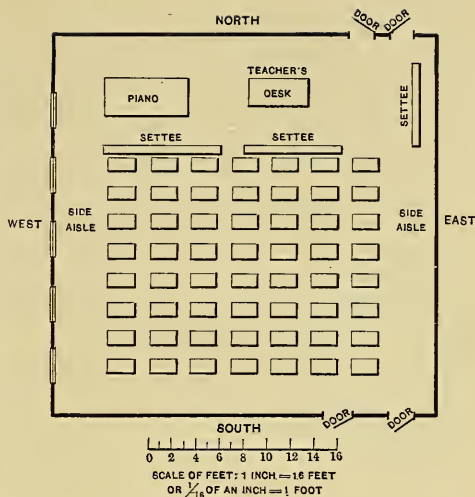 NORTH
DOOR DOOR
TEACHER'S
PIANO
DESK
SETTEE
SETTEE
SETTEE
WEST
SIDE
AISLE
SIDE
AISLE
EAST
DOOR
DOOR
SOUTH
0 2 4 6 8 10 12 14 16
SCALE OF FEET: 1 INCH = 16 FEET
OR 1/16 OF AN INCH = 1 FOOT